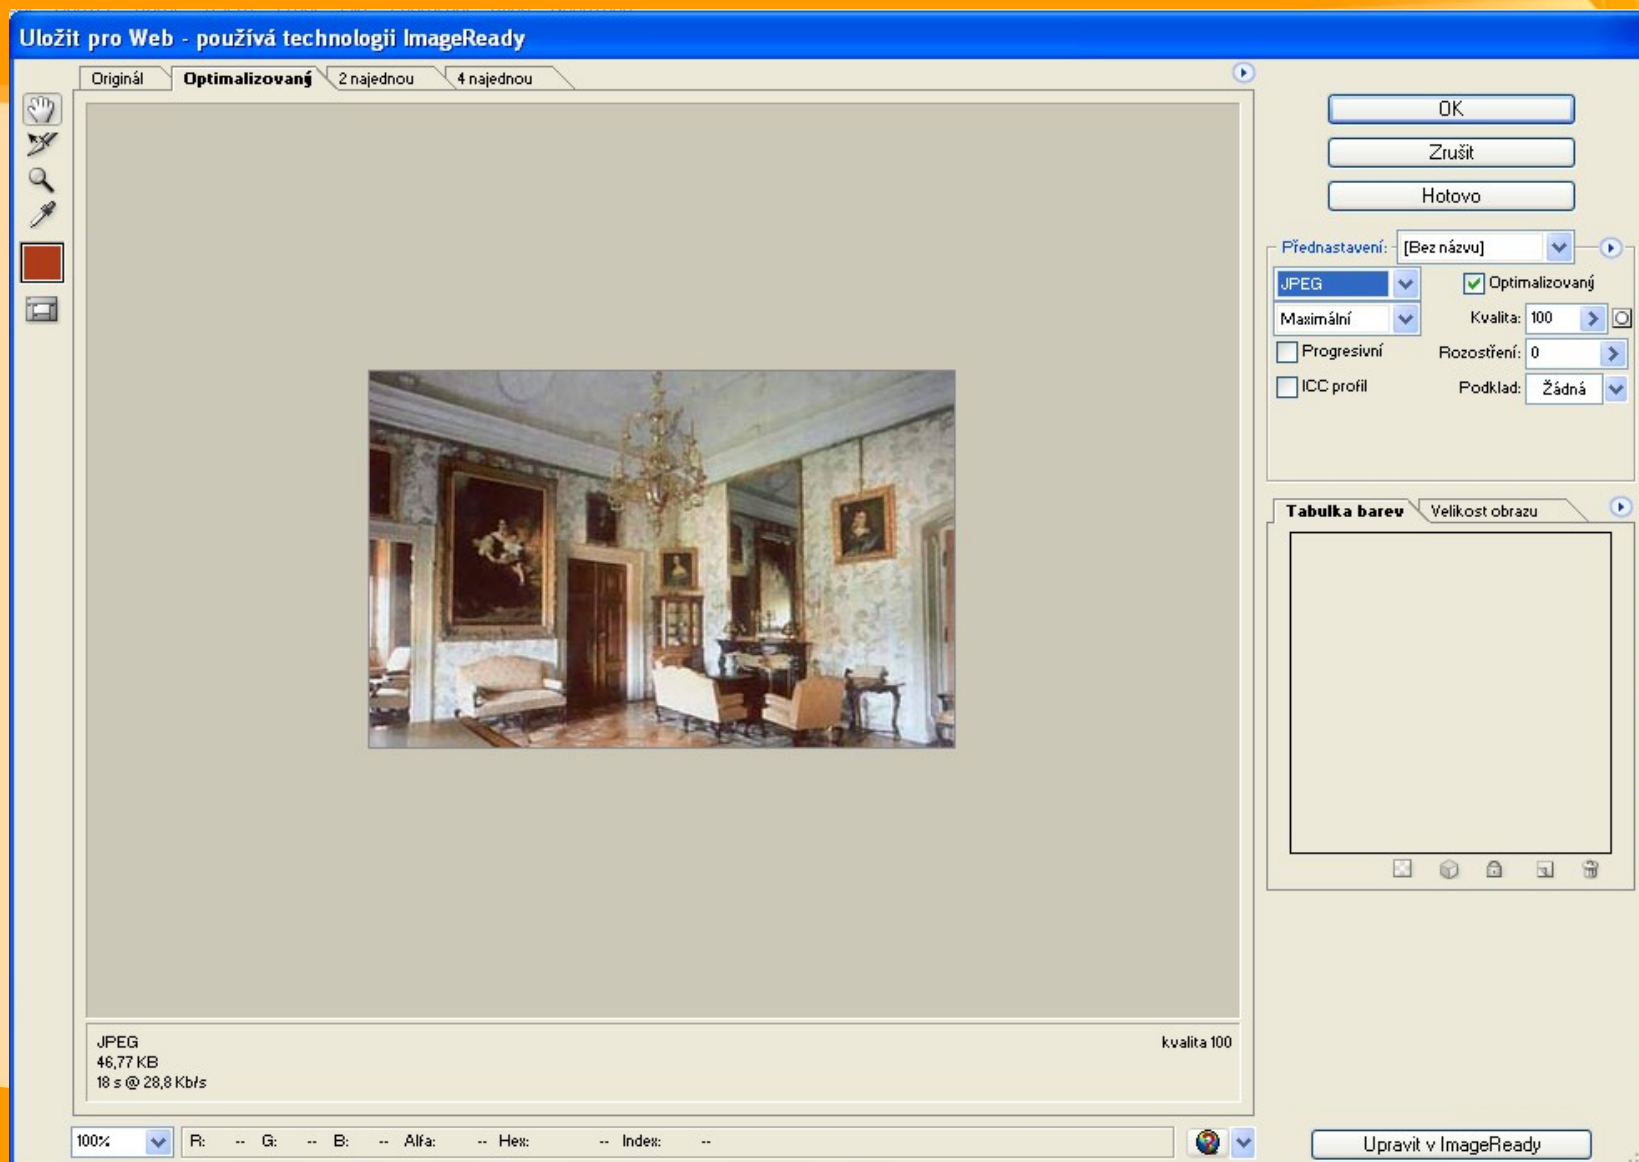 Uložit pro Web - používá technologii ImageReady
Originál Optimalizovaný 2 najednou 4 najednou
OK
Zrušit
Hotovo
Přednastavení: [Bez názvu]
JPEG Optimalizovaný
Maximální Kvalita: 100
Progresivní Rozostření: 0
ICC profil Podklad: Žádná
Tabulka barev Velikost obrazu
JPEG kvalita 100
46,77 KB
18 s @ 28,8 Kb/s
100% R: -- G: -- B: -- Alfa: -- Hex: -- Index: --
Upravit v ImageReady